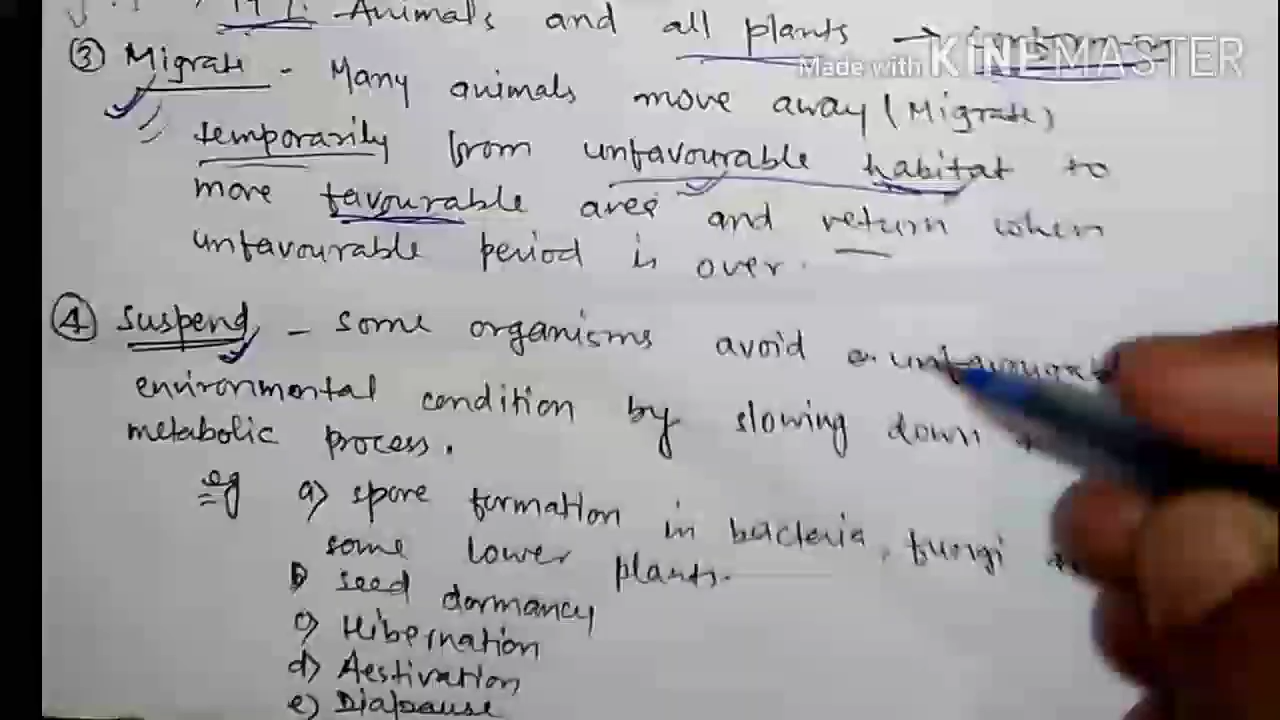 Animals and all plants →
Made with KINEMASTER
③ Migrate - Many animals move away (Migrate)
temporarily from unfavourable habitat to
more favourable area and return when
unfavourable period is over.
④ Suspend, - some organisms avoid unfavourabl
environmental condition by slowing down
metabolic process.
eg a) spore formation in bacteria, fungi
some lower plants.
b) seed dormancy
c) Hibernation
d) Aestivation
e) Diapause